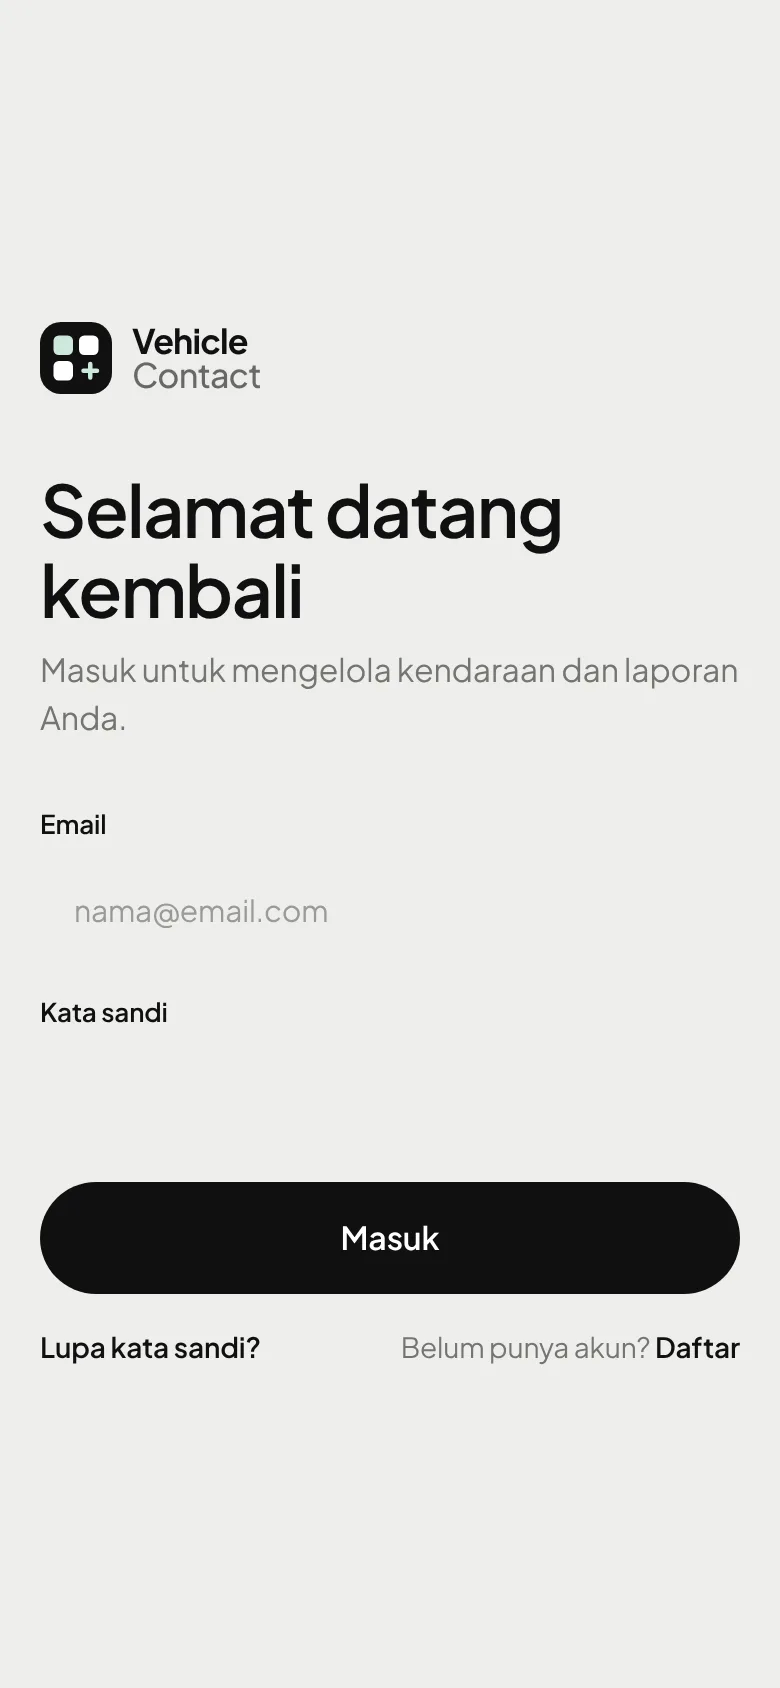 Vehicle
Contact
Selamat datang
kembali
Masuk untuk mengelola kendaraan dan laporan
Anda.
Email
nama@email.com
Kata sandi
Masuk
Lupa kata sandi? Belum punya akun? Daftar